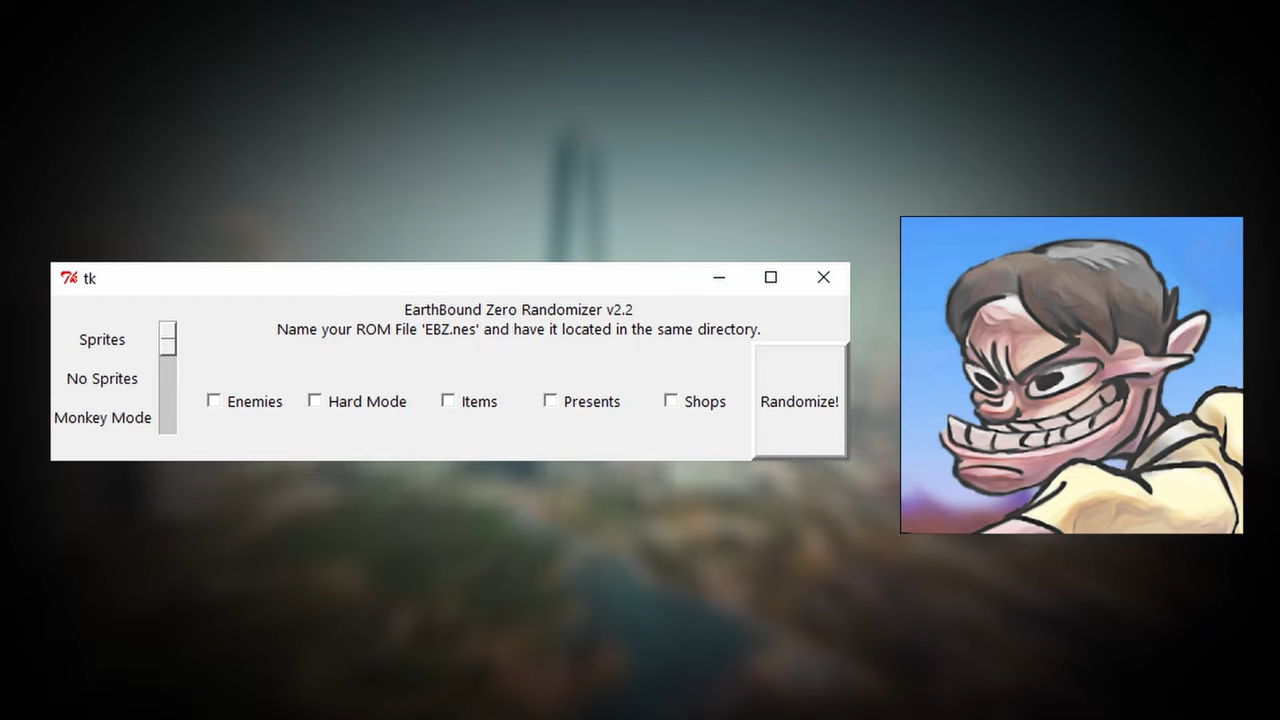 7k tk
EarthBound Zero Randomizer v2.2
Name your ROM File 'EBZ.nes' and have it located in the same directory.
Sprites
No Sprites
Monkey Mode
Enemies
Hard Mode
Items
Presents
Shops
Randomize!